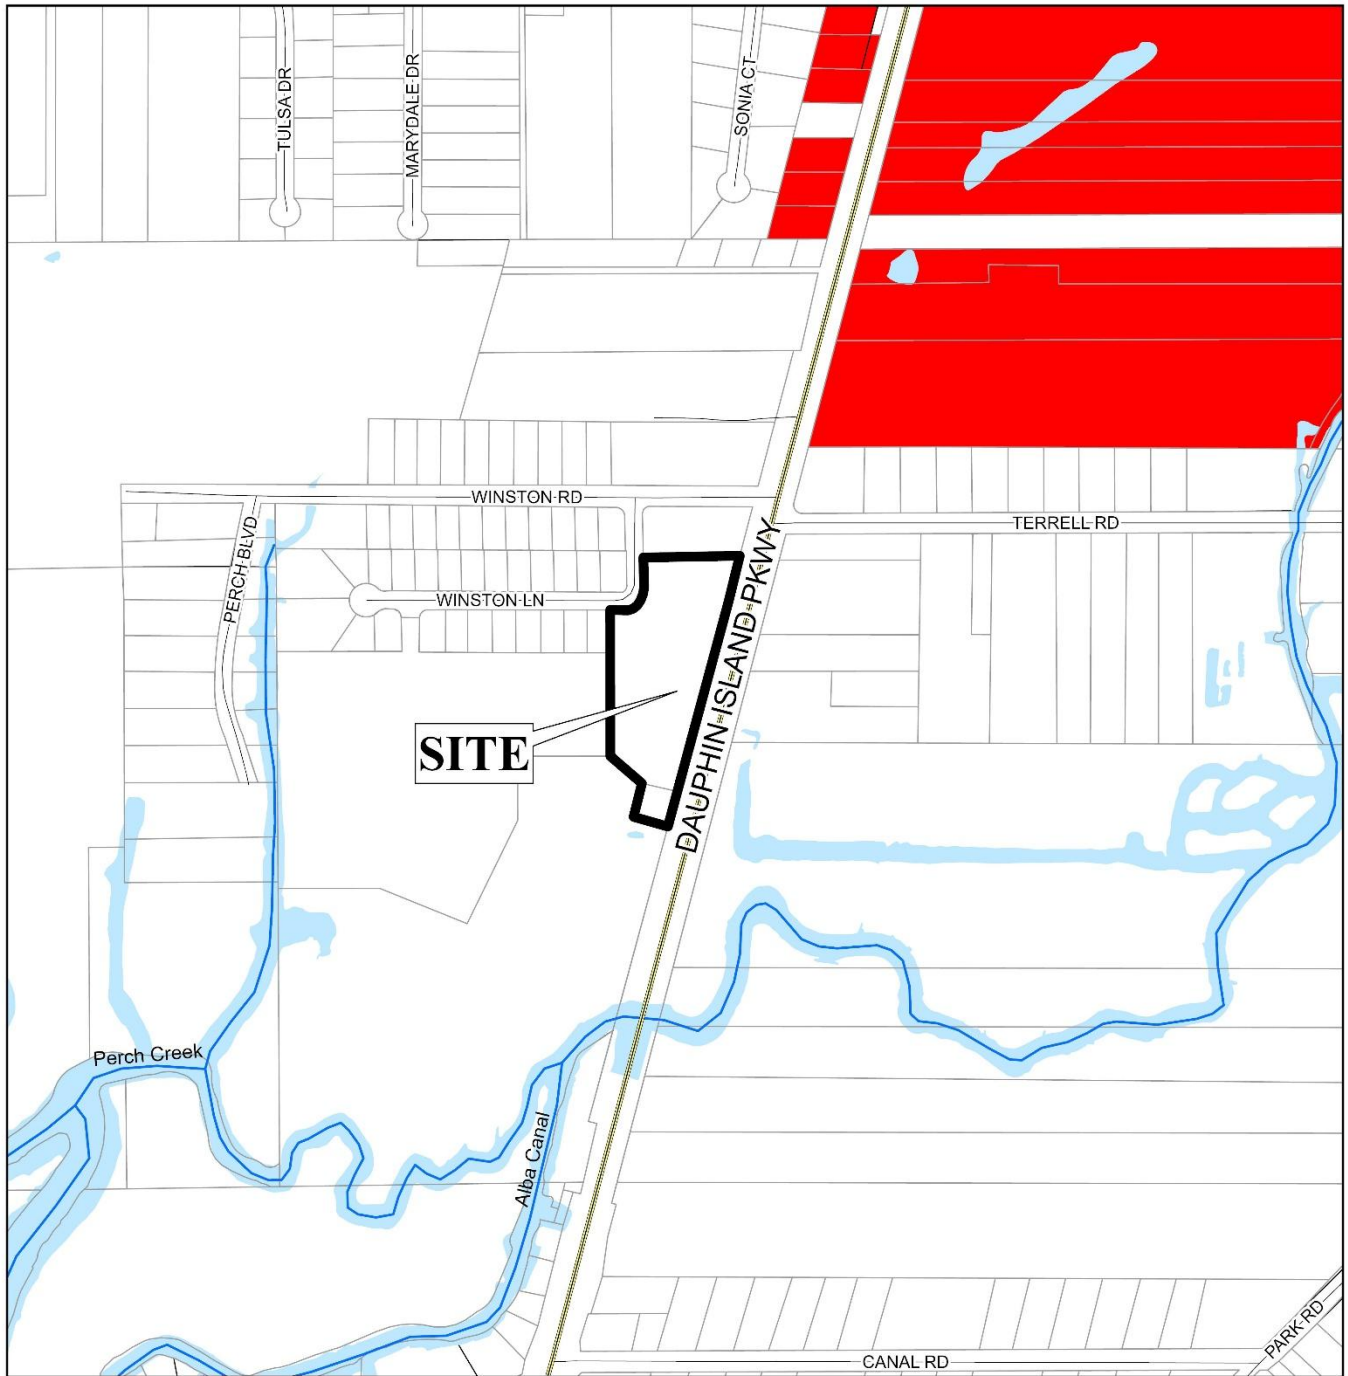 TULSA DR
MARYDALE DR
SONIA CT
WINSTON RD
TERRELL RD
PERCH BLVD
WINSTON LN
DAUPHIN ISLAND PKWY
SITE
Perch Creek
Alba Canal
PARK RD
CANAL RD